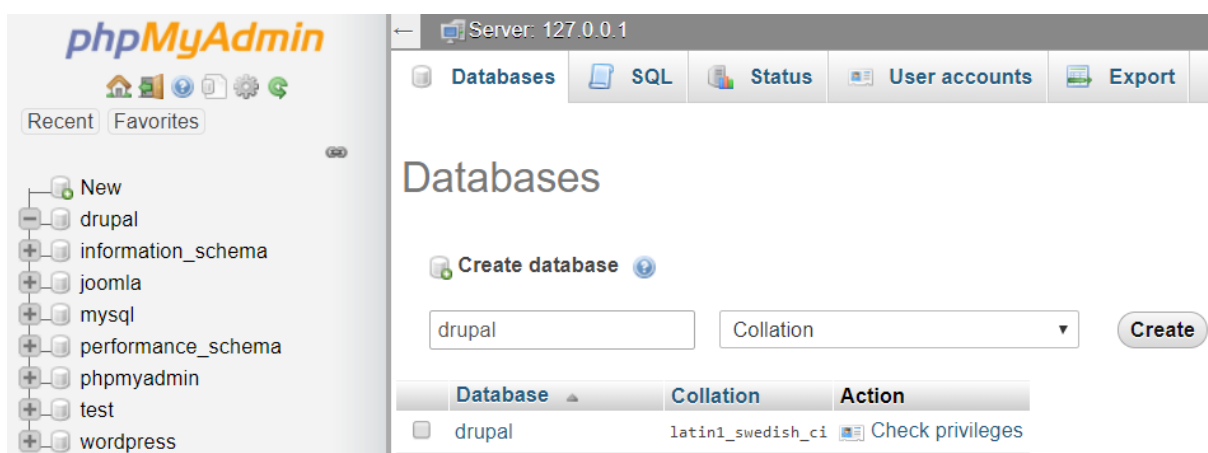 phpMyAdmin
Recent Favorites
New
drupal
information_schema
joomla
mysql
performance_schema
phpmyadmin
test
wordpress
← Server: 127.0.0.1
Databases SQL Status User accounts Export
Databases
Create database
drupal Collation Create
Database Collation Action
drupal latin1_swedish_ci Check privileges